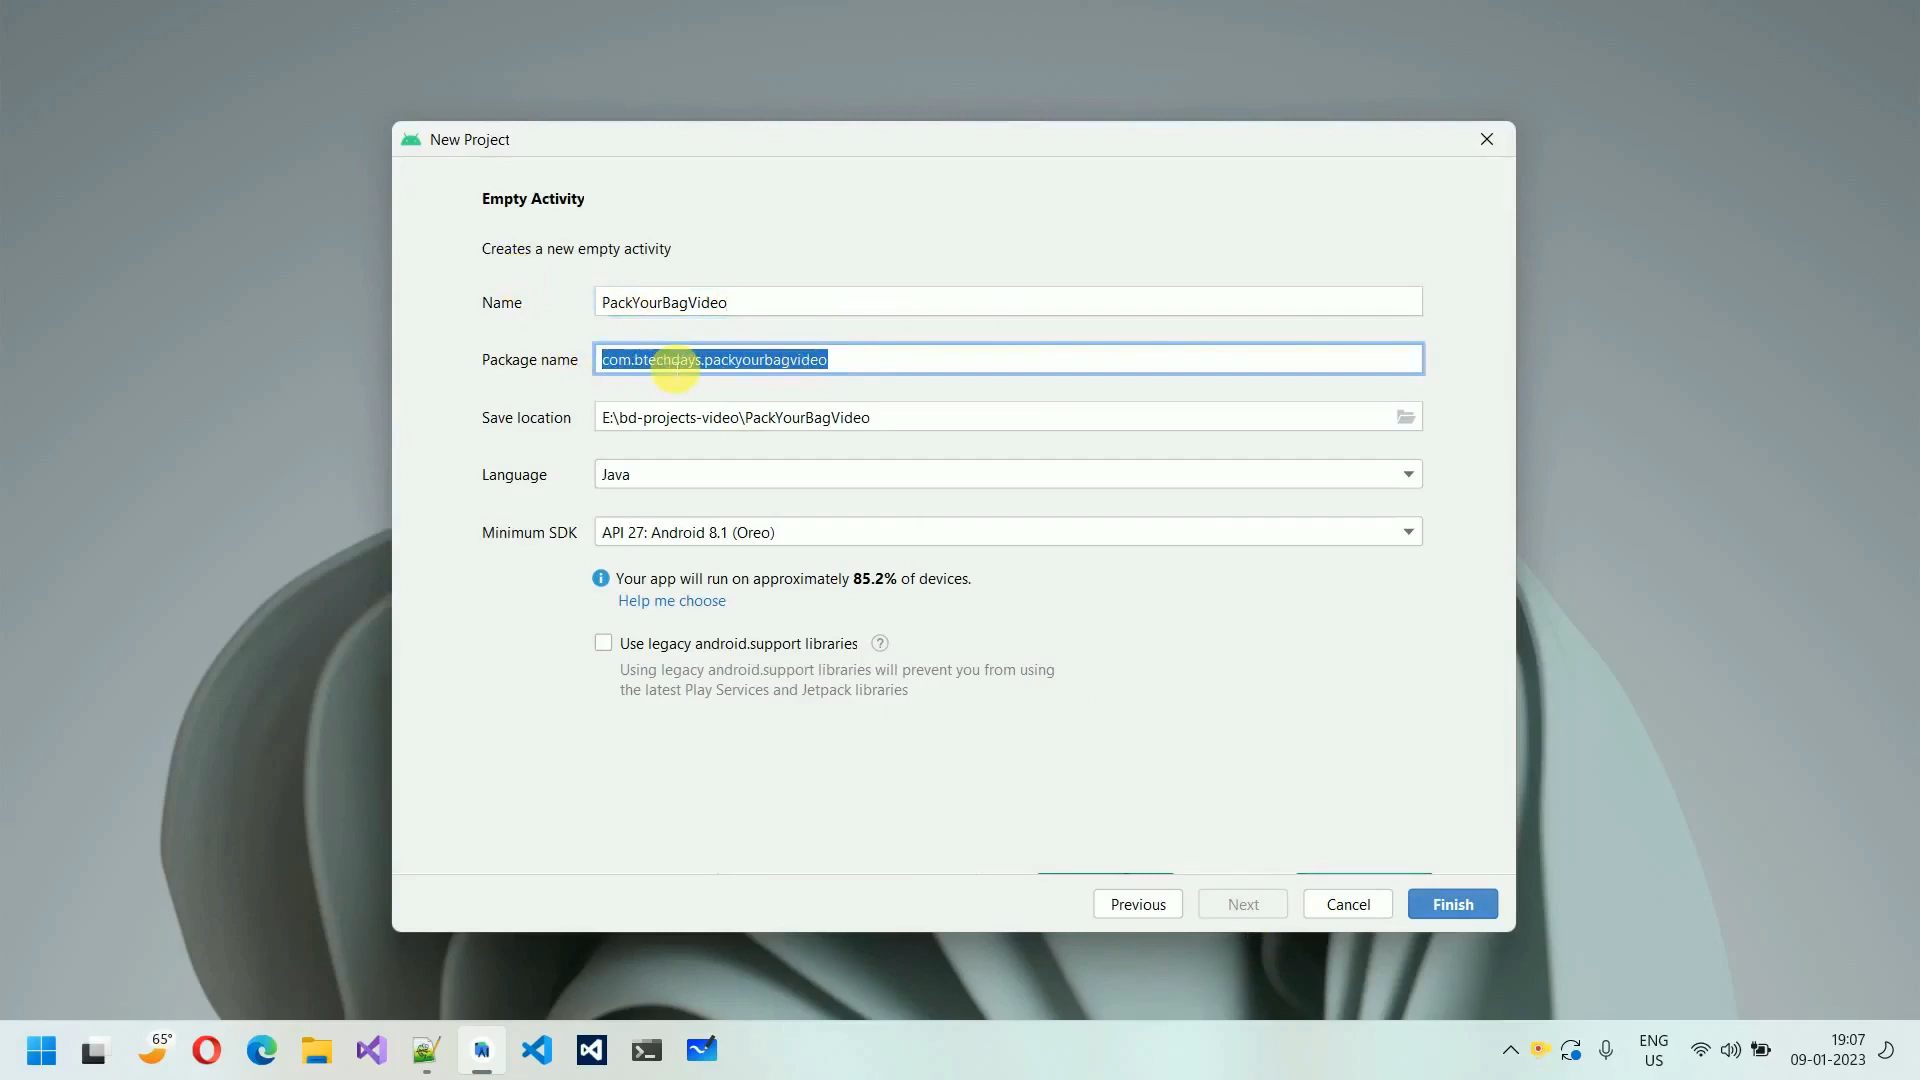 New Project
Empty Activity
Creates a new empty activity
Name
PackYourBagVideo
Package name
com.btechdays.packyourbagvideo
Save location
E:\bd-projects-video\PackYourBagVideo
Language
Java
Minimum SDK
API 27: Android 8.1 (Oreo)
Your app will run on approximately 85.2% of devices.
Help me choose
Use legacy android.support libraries
Using legacy android.support libraries will prevent you from using
the latest Play Services and Jetpack libraries
Previous
Next
Cancel
Finish
65°
ENG
US
19:07
09-01-2023